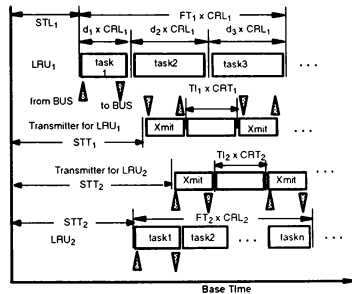 STL1
FT1 x CRL1
d1 x CRL1 d2 x CRL1 d3 x CRL1
LRU1 task 1 task2 task3 . . .
from BUS to BUS
TI1 x CRT1
Transmitter for LRU1 Xmit Xmit . . .
STT1
TI2 x CRT2
Transmitter for LRU2 Xmit Xmit . . .
STT2
STT2 FT2 x CRL2
LRU2 task1 task2 . . . taskn . . .
Base Time